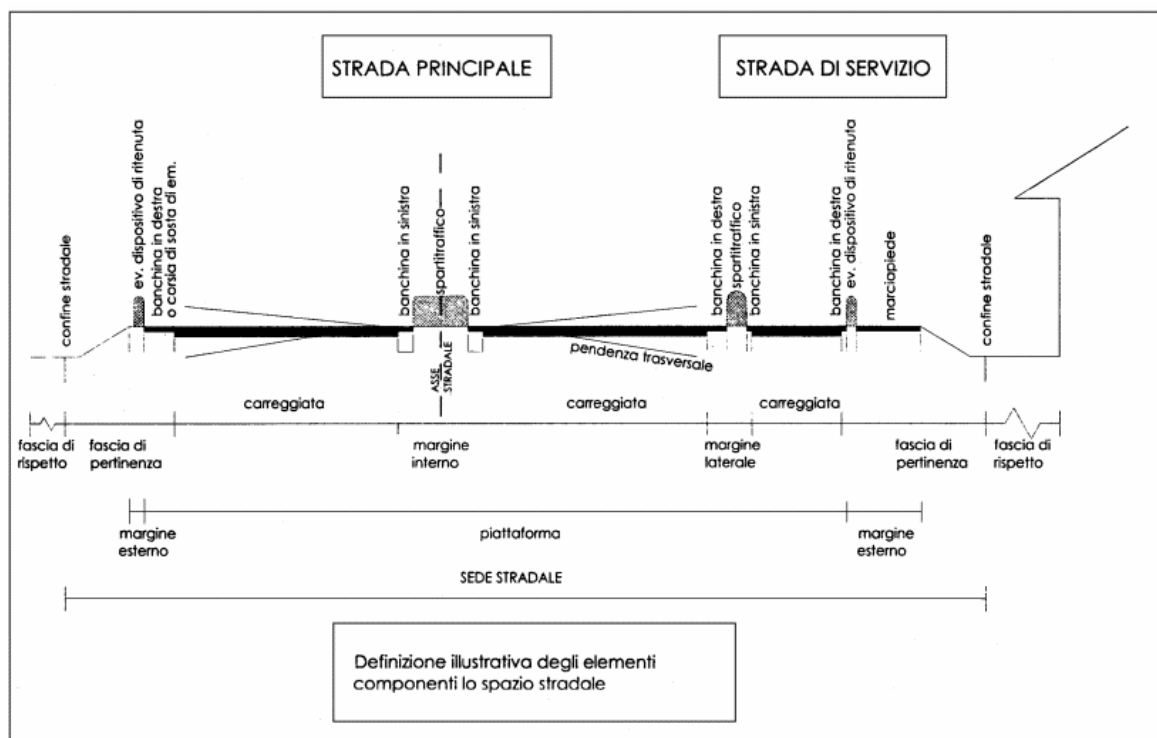 STRADA PRINCIPALE
STRADA DI SERVIZIO
confine stradale
ev. dispositivo di ritenuta
banchina in destra
o corsia di sosta di em.
banchina in sinistra
spartitraffico
banchina in sinistra
banchina in destra
spartitraffico
banchina in sinistra
banchina in destra
ev. dispositivo di ritenuta
marciapiede
confine stradale
pendenza trasversale
ASSE
STRADALE
carreggiata
carreggiata
carreggiata
fascia di
rispetto
fascia di
pertinenza
margine
interno
margine
laterale
fascia di
pertinenza
fascia di
rispetto
margine
esterno
piattaforma
margine
esterno
SEDE STRADALE
Definizione illustrativa degli elementi
componenti lo spazio stradale